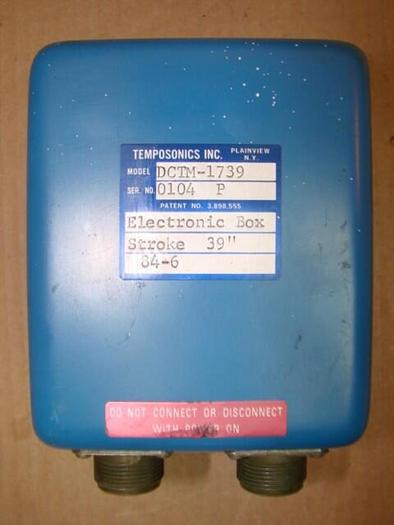 TEMPOSONICS INC. PLAINVIEW N.Y.
MODEL DCTM-1739
SER. NO. 0104 P
PATENT NO. 3,898,555
Electronic Box
Stroke 39"
84-6
DO NOT CONNECT OR DISCONNECT
WITH POWER ON